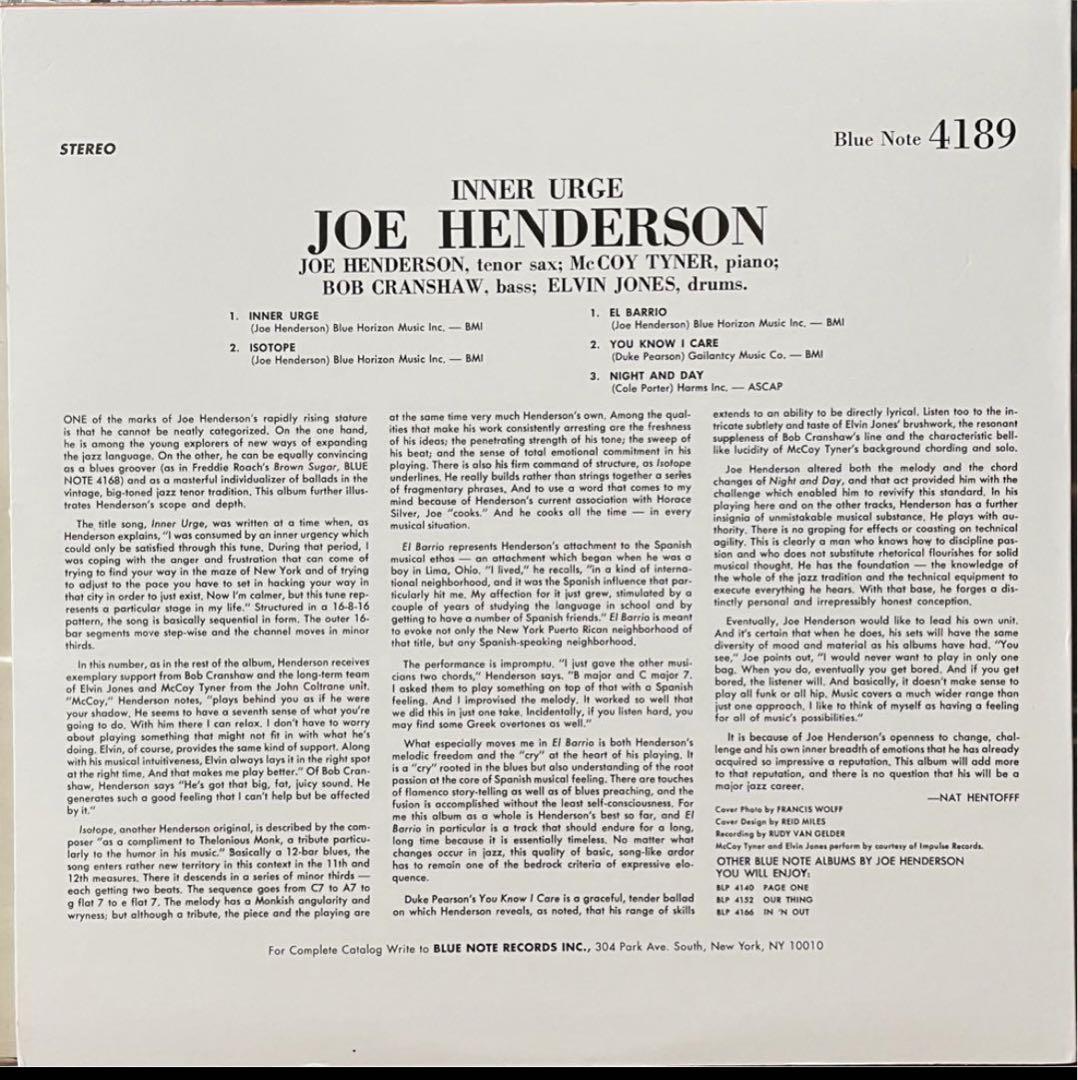 STEREO
Blue Note 4189
INNER URGE
JOE HENDERSON
JOE HENDERSON, tenor sax; McCOY TYNER, piano;
BOB CRANSHAW, bass; ELVIN JONES, drums.
1. INNER URGE
(Joe Henderson) Blue Horizon Music Inc. — BMI
2. ISOTOPE
(Joe Henderson) Blue Horizon Music Inc. — BMI
1. EL BARRIO
(Joe Henderson) Blue Horizon Music Inc. — BMI
2. YOU KNOW I CARE
(Duke Pearson) Gailantcy Music Co. — BMI
3. NIGHT AND DAY
(Cole Porter) Harms Inc. — ASCAP
ONE of the marks of Joe Henderson's rapidly rising stature
is that he cannot be neatly categorized. On the one hand,
he is among the young explorers of new ways of expanding
the jazz language. On the other, he can be equally convincing
as a blues groover (as in Freddie Roach's Brown Sugar, BLUE
NOTE 4168) and as a masterful individualizer of ballads in the
vintage, big-toned jazz tenor tradition. This album further illus-
trates Henderson's scope and depth.
The title song, Inner Urge, was written at a time when, as
Henderson explains, "I was consumed by an inner urgency which
could only be satisfied through this tune. During that period, I
was coping with the anger and frustration that can come of
trying to find your way in the maze of New York and of trying
to adjust to the pace you have to set in hacking your way in
that city in order to just exist. Now I'm calmer, but this tune rep-
resents a particular stage in my life." Structured in a 16-8-16
pattern, the song is basically sequential in form. The outer 16-
bar segments move step-wise and the channel moves in minor
thirds.
In this number, as in the rest of the album, Henderson receives
exemplary support from Bob Cranshaw and the long-term team
of Elvin Jones and McCoy Tyner from the John Coltrane unit.
"McCoy," Henderson notes, "plays behind you as if he were
your shadow. He seems to have a seventh sense of what you're
going to do. With him there I can relax. I don't have to worry
about playing something that might not fit in with what he's
doing. Elvin, of course, provides the same kind of support. Along
with his musical intuitiveness, Elvin always lays it in the right spot
at the right time. And that makes me play better." Of Bob Cran-
shaw, Henderson says "He's got that big, fat, juicy sound. He
generates such a good feeling that I can't help but be affected
by it."
Isotope, another Henderson original, is described by the com-
poser "as a compliment to Thelonious Monk, a tribute particu-
larly to the humor in his music." Basically a 12-bar blues, the
song enters rather new territory in this context in the 11th and
12th measures. There it descends in a series of minor thirds —
each getting two beats. The sequence goes from C7 to A7 to
g flat 7 to e flat 7. The melody has a Monkish angularity and
wryness; but although a tribute, the piece and the playing are
at the same time very much Henderson's own. Among the qual-
ities that make his work consistently arresting are the freshness
of his ideas; the penetrating strength of his tone; the sweep of
his beat; and the sense of total emotional commitment in his
playing. There is also his firm command of structure, as Isotope
underlines. He really builds rather than strings together a series
of fragmentary phrases. And to use a word that comes to my
mind because of Henderson's current association with Horace
Silver, Joe "cooks." And he cooks all the time — in every
musical situation.
El Barrio represents Henderson's attachment to the Spanish
musical ethos — an attachment which began when he was a
boy in Lima, Ohio. "I lived," he recalls, "in a kind of interna-
tional neighborhood, and it was the Spanish influence that par-
ticularly hit me. My affection for it just grew, stimulated by a
couple of years of studying the language in school and by
getting to have a number of Spanish friends." El Barrio is meant
to evoke not only the New York Puerto Rican neighborhood of
that title, but any Spanish-speaking neighborhood.
The performance is impromptu. "I just gave the other musi-
cians two chords," Henderson says. "B major and C major 7.
I asked them to play something on top of that with a Spanish
feeling. And I improvised the melody. It worked so well that
we did this in just one take. Incidentally, if you listen hard, you
may find some Greek overtones as well."
What especially moves me in El Barrio is both Henderson's
melodic freedom and the "cry" at the heart of his playing. It
is a "cry" rooted in the blues but also understanding of the root
passion at the core of Spanish musical feeling. There are touches
of flamenco story-telling as well as of blues preaching, and the
fusion is accomplished without the least self-consciousness. For
me this album as a whole is Henderson's best so far, and El
Barrio in particular is a track that should endure for a long,
long time because it is essentially timeless. No matter what
changes occur in jazz, this quality of basic, song-like ardor
has to remain one of the bedrock criteria of expressive elo-
quence.
Duke Pearson's You Know I Care is a graceful, tender ballad
on which Henderson reveals, as noted, that his range of skills
extends to an ability to be directly lyrical. Listen too to the in-
tricate subtlety and taste of Elvin Jones' brushwork, the resonant
suppleness of Bob Cranshaw's line and the characteristic bell-
like lucidity of McCoy Tyner's background chording and solo.
Joe Henderson altered both the melody and the chord
changes of Night and Day, and that act provided him with the
challenge which enabled him to revivify this standard. In his
playing here and on the other tracks, Henderson has a further
insignia of unmistakable musical substance. He plays with au-
thority. There is no groping for effects or coasting on technical
agility. This is clearly a man who knows how to discipline pas-
sion and who does not substitute rhetorical flourishes for solid
musical thought. He has the foundation — the knowledge of
the whole of the jazz tradition and the technical equipment to
execute everything he hears. With that base, he forges a dis-
tinctly personal and irrepressibly honest conception.
Eventually, Joe Henderson would like to lead his own unit.
And it's certain that when he does, his sets will have the same
diversity of mood and material as his albums have had. "You
see," Joe points out, "I would never want to play in only one
bag. When you do, eventually you get bored. And if you get
bored, the listener will. And basically, it doesn't make sense to
play all funk or all hip. Music covers a much wider range than
just one approach. I like to think of myself as having a feeling
for all of music's possibilities."
It is because of Joe Henderson's openness to change, chal-
lenge and his own inner breadth of emotions that he has already
acquired so impressive a reputation. This album will add more
to that reputation, and there is no question that his will be a
major jazz career.
—NAT HENTOFFF
Cover Photo by FRANCIS WOLFF
Cover Design by REID MILES
Recording by RUDY VAN GELDER
McCoy Tyner and Elvin Jones perform by courtesy of Impulse Records.
OTHER BLUE NOTE ALBUMS BY JOE HENDERSON
YOU WILL ENJOY:
BLP 4140 PAGE ONE
BLP 4152 OUR THING
BLP 4166 IN 'N OUT
For Complete Catalog Write to BLUE NOTE RECORDS INC., 304 Park Ave. South, New York, NY 10010